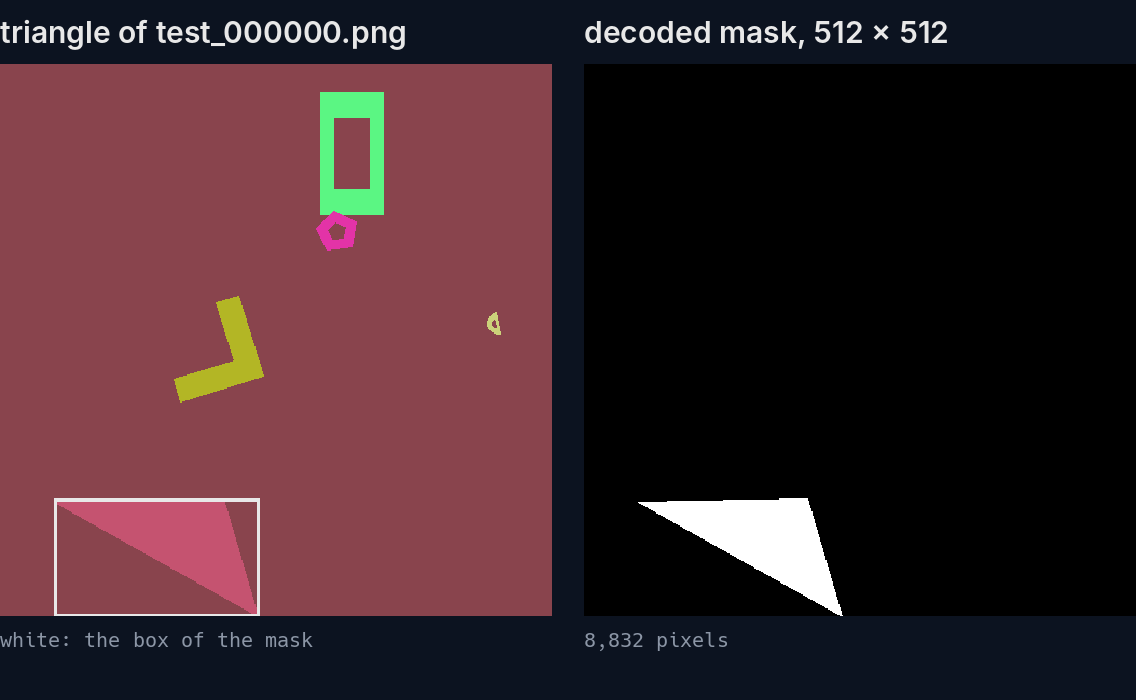 triangle of test_000000.png
decoded mask, 512 × 512
white: the box of the mask
8,832 pixels